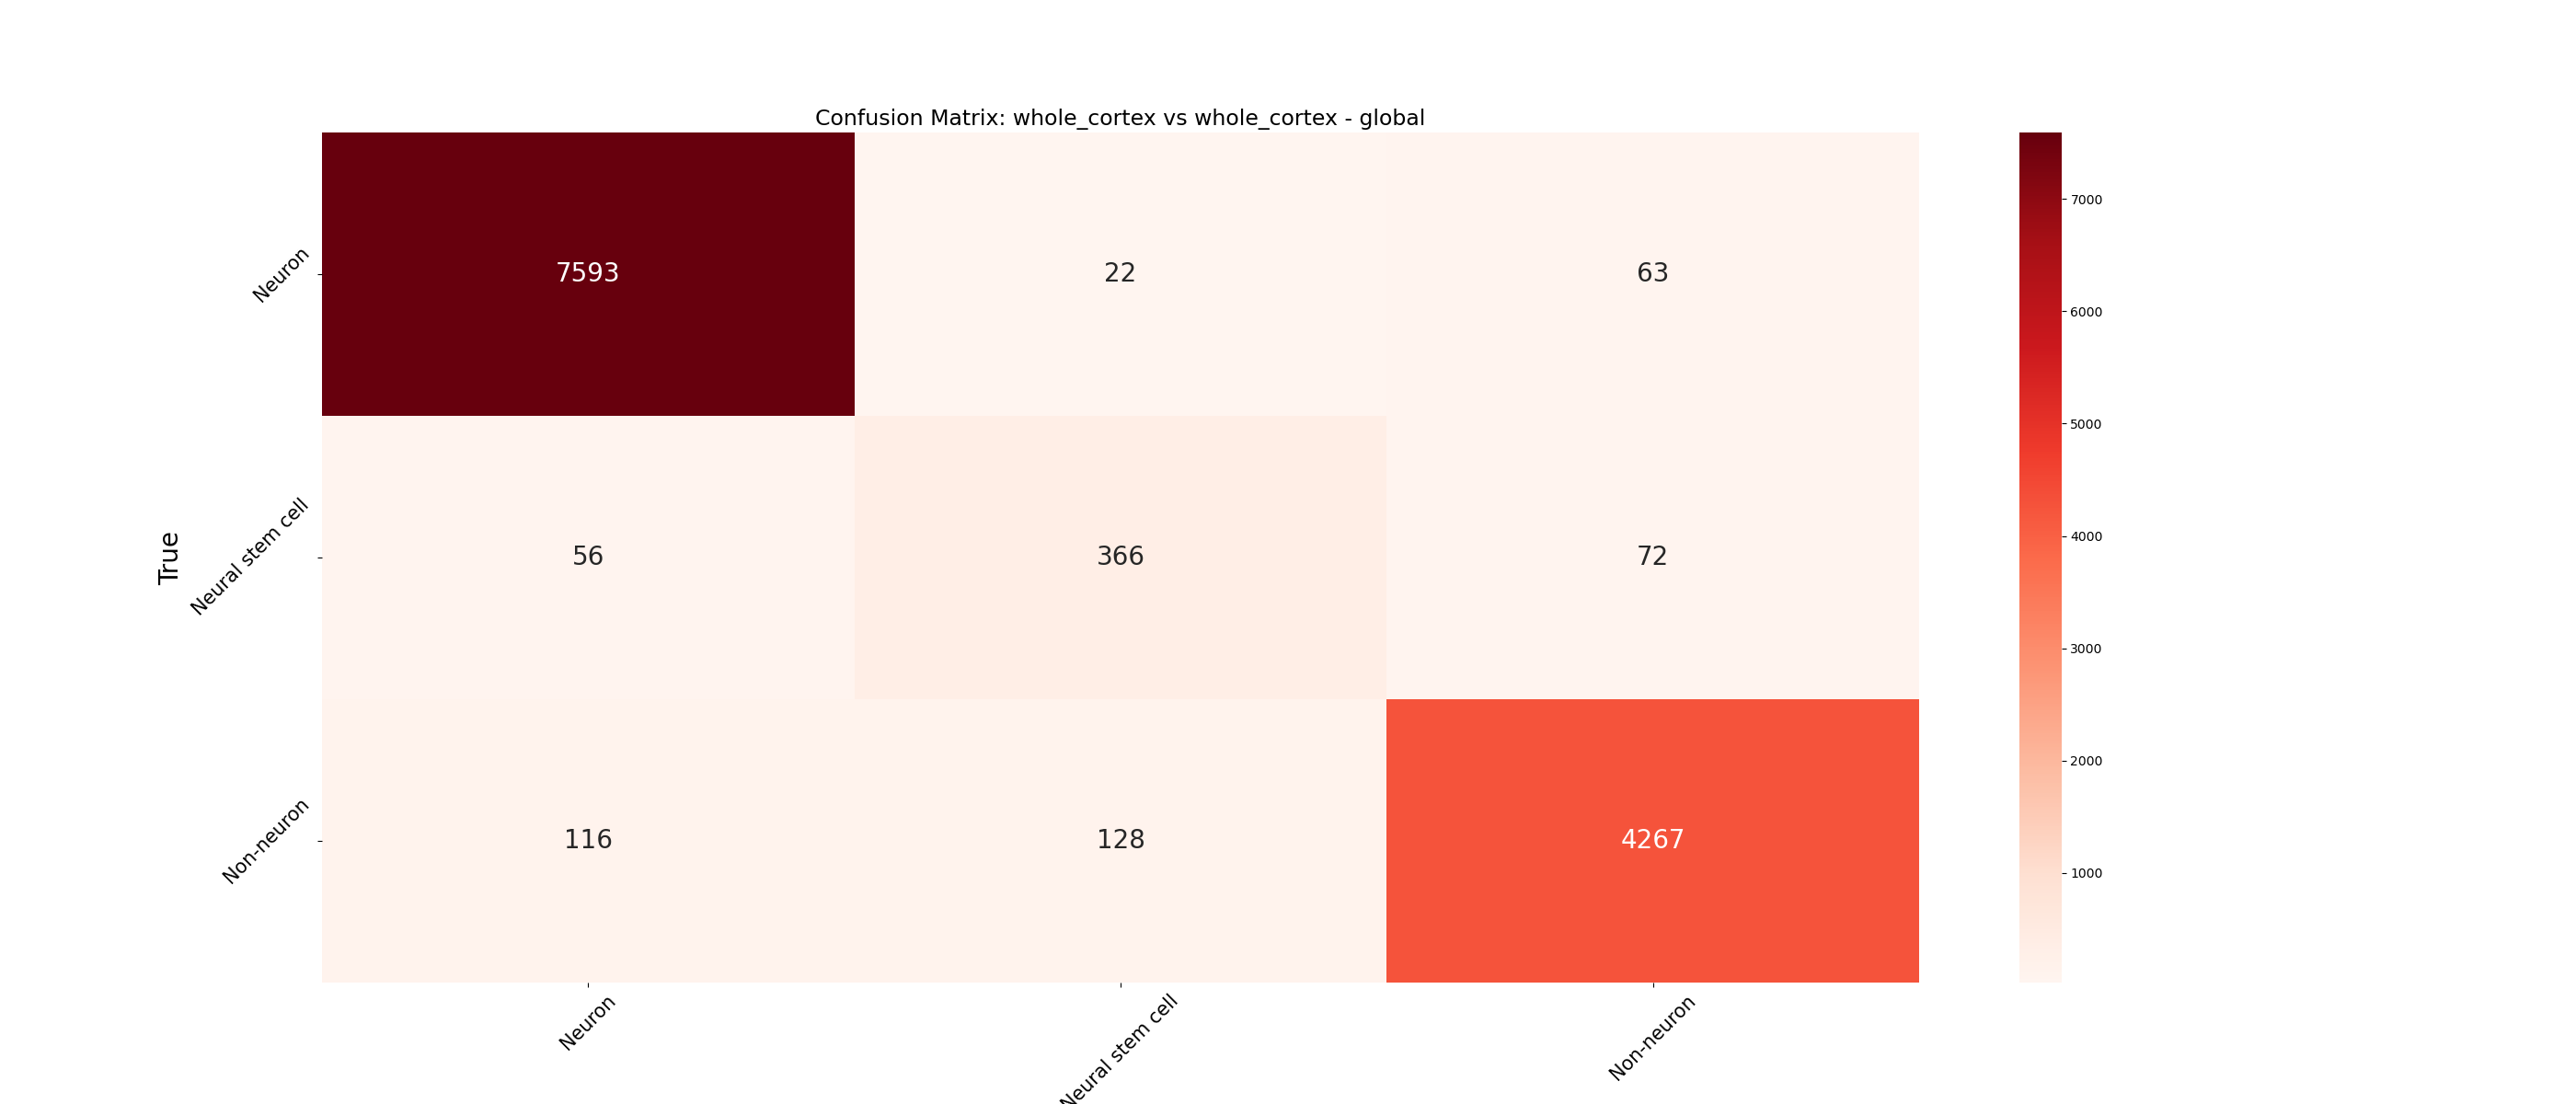 Confusion Matrix: whole_cortex vs whole_cortex - global
Neuron
7593
22
63
Neural stem cell
56
366
72
Non-neuron
116
128
4267
True
Neuron
Neural stem cell
Non-neuron
7000
6000
5000
4000
3000
2000
1000